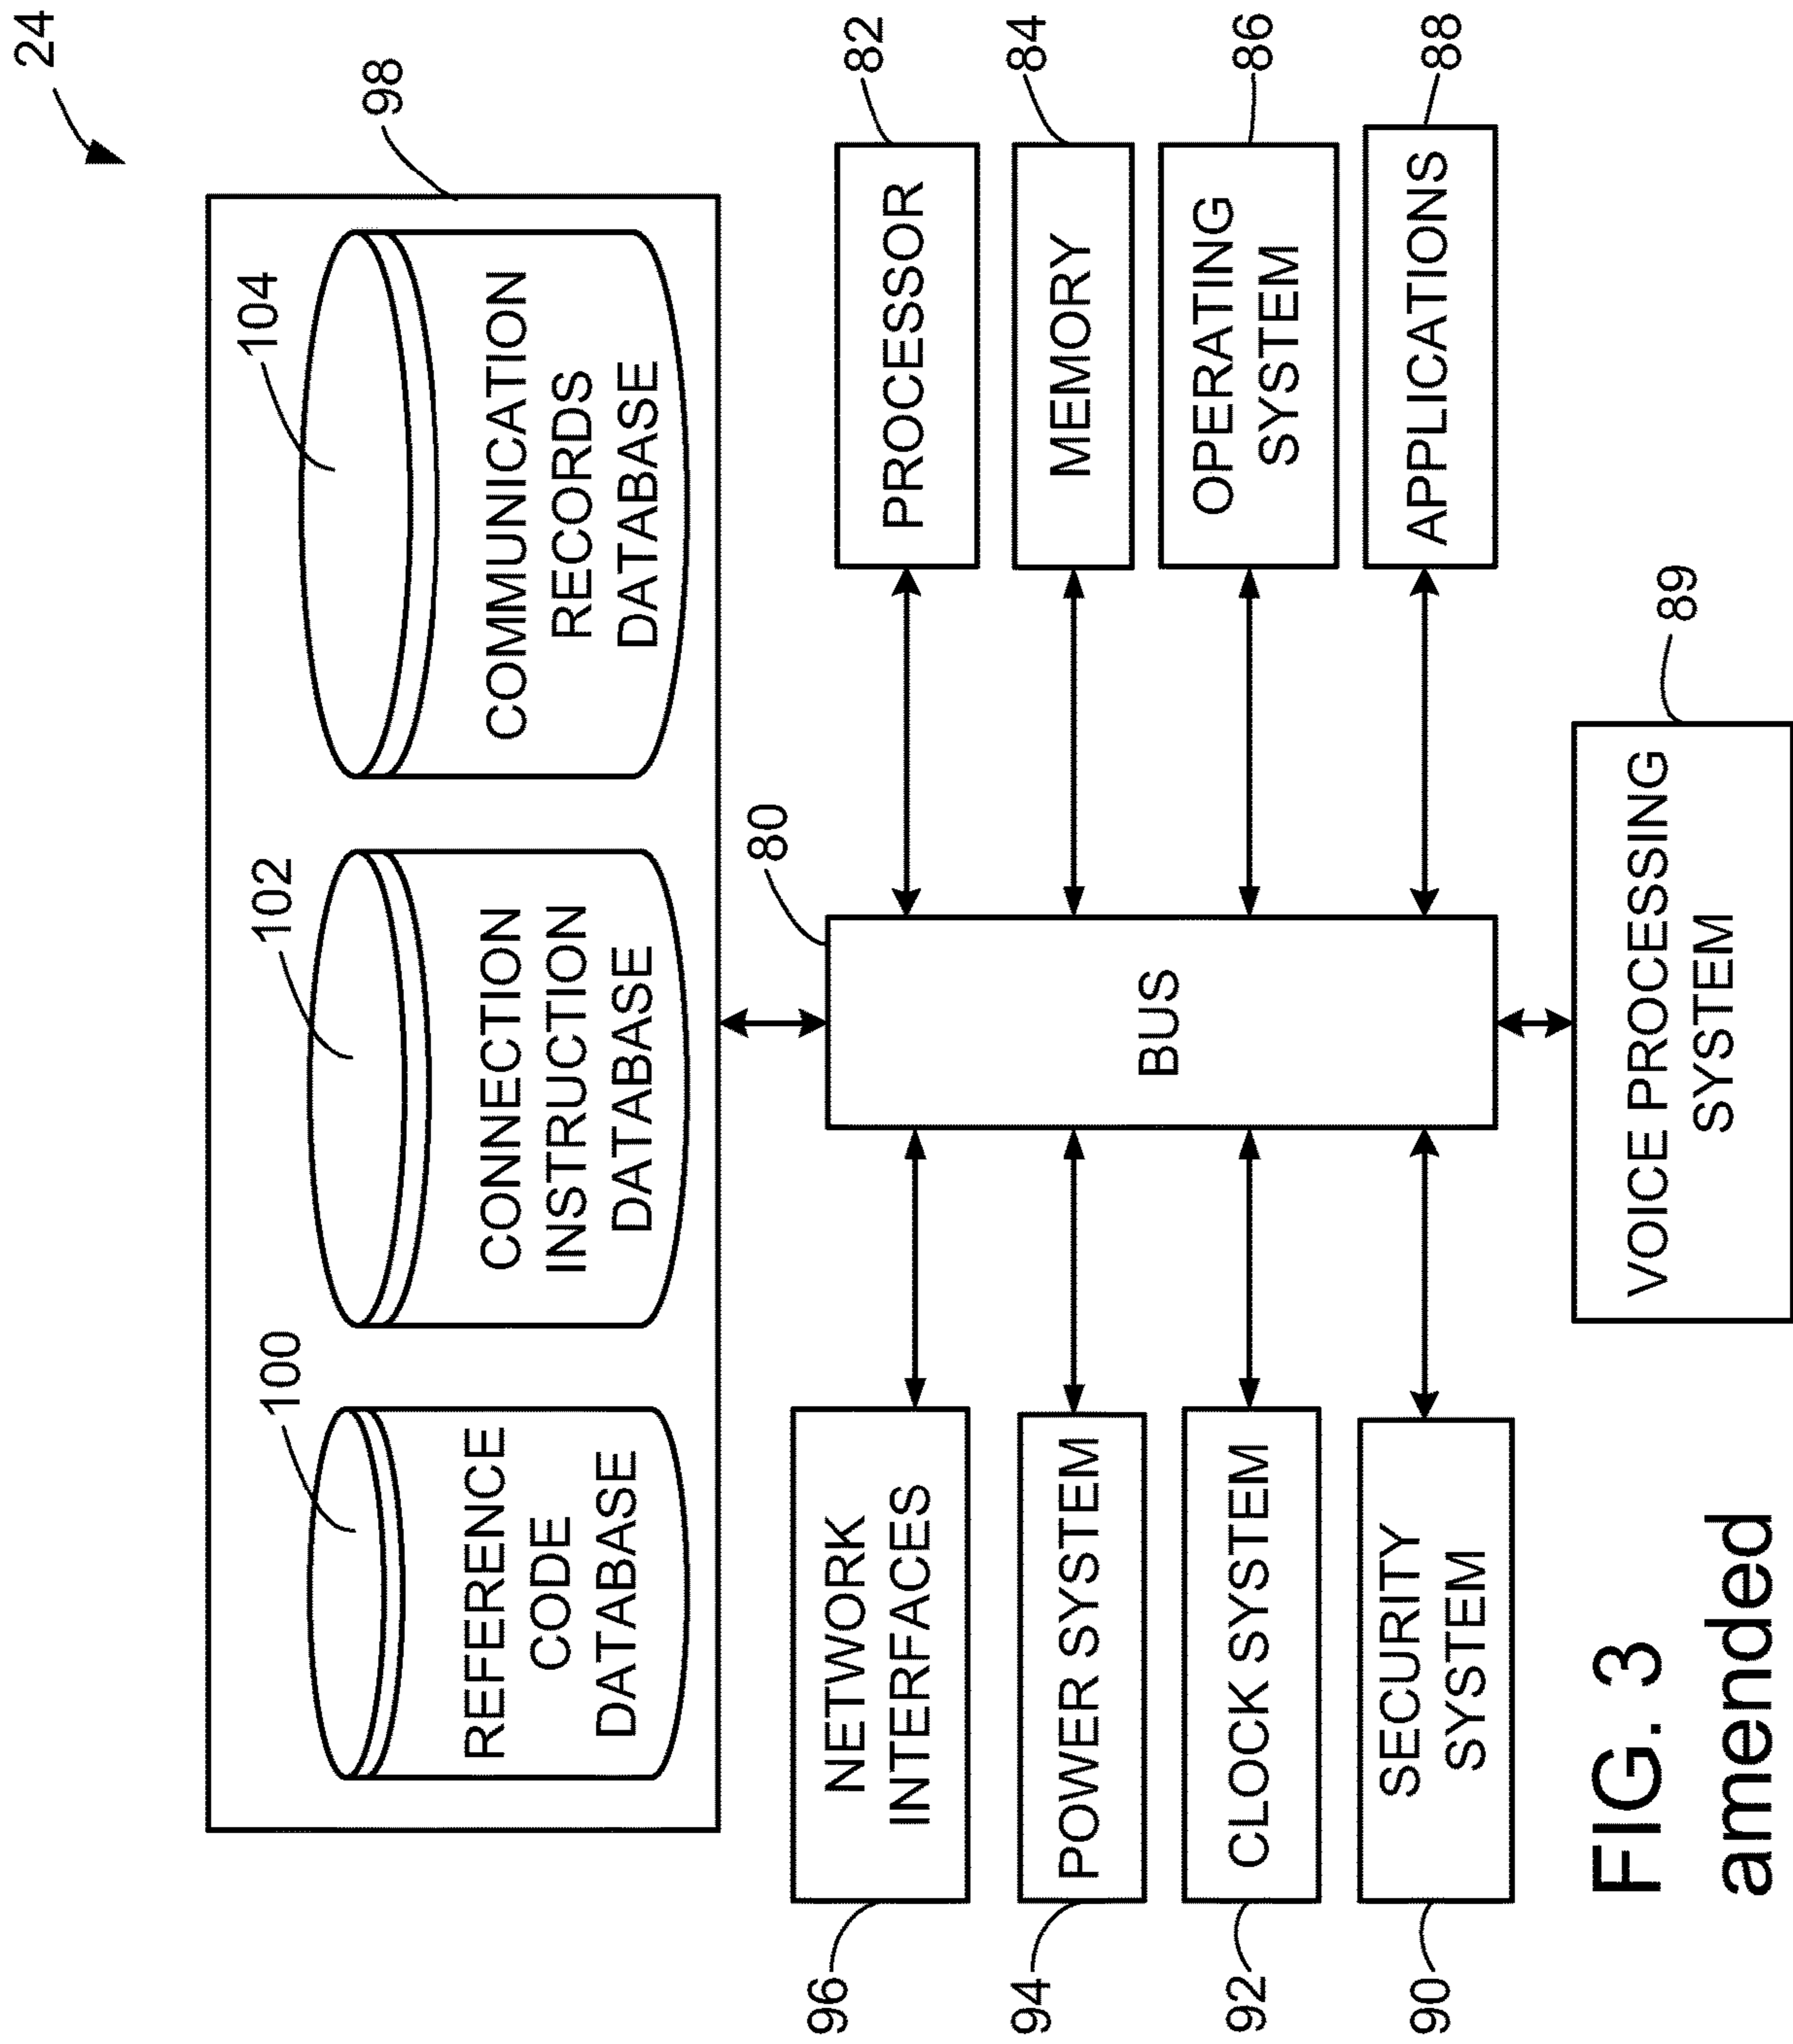 24
98
100
102
104
REFERENCE
CODE
DATABASE
CONNECTION
INSTRUCTION
DATABASE
COMMUNICATION
RECORDS
DATABASE
80
BUS
96
NETWORK
INTERFACES
94
POWER SYSTEM
92
CLOCK SYSTEM
90
SECURITY
SYSTEM
PROCESSOR
82
MEMORY
84
OPERATING
SYSTEM
86
APPLICATIONS
88
VOICE PROCESSING
SYSTEM
89
FIG. 3
amended